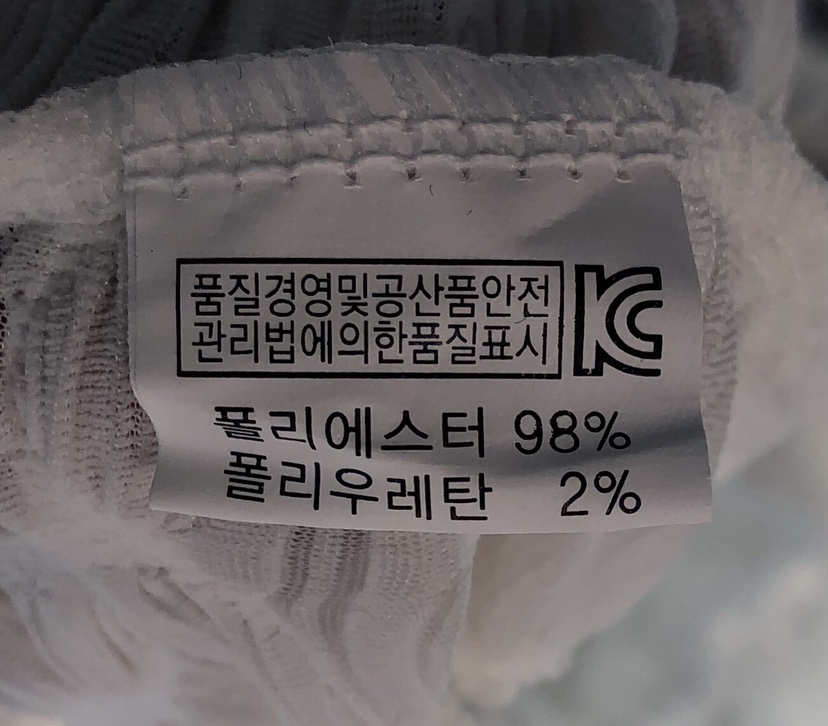 품질경영및공산품안전
관리법에의한품질표시
KC
폴리에스터 98%
폴리우레탄 2%